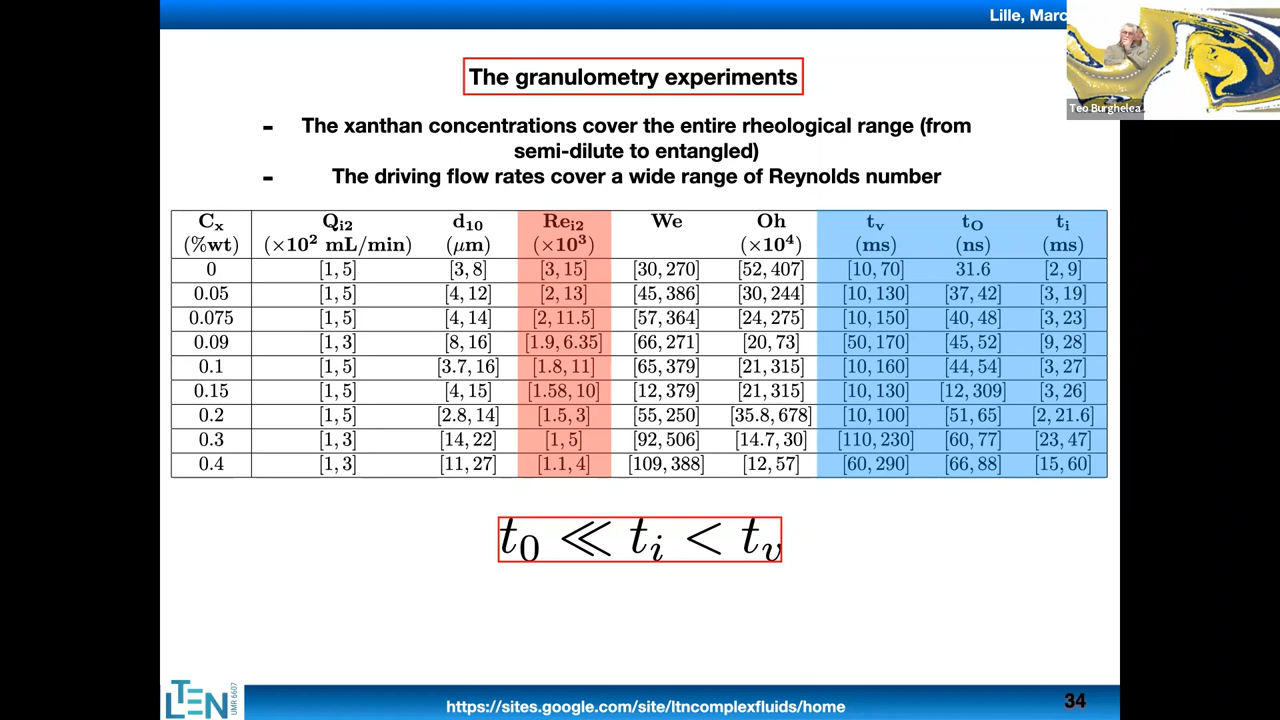 Lille, Marc
Teo Burghelea
The granulometry experiments
- The xanthan concentrations cover the entire rheological range (from
semi-dilute to entangled)
- The driving flow rates cover a wide range of Reynolds number
Cx Qi2 d10 Rei2 We Oh tv tO ti
(%wt) (×10² mL/min) (μm) (×10³) (×10⁴) (ms) (ns) (ms)
0 [1, 5] [3, 8] [3, 15] [30, 270] [52, 407] [10, 70] 31.6 [2, 9]
0.05 [1, 5] [4, 12] [2, 13] [45, 386] [30, 244] [10, 130] [37, 42] [3, 19]
0.075 [1, 5] [4, 14] [2, 11.5] [57, 364] [24, 275] [10, 150] [40, 48] [3, 23]
0.09 [1, 3] [8, 16] [1.9, 6.35] [66, 271] [20, 73] [50, 170] [45, 52] [9, 28]
0.1 [1, 5] [3.7, 16] [1.8, 11] [65, 379] [21, 315] [10, 160] [44, 54] [3, 27]
0.15 [1, 5] [4, 15] [1.58, 10] [12, 379] [21, 315] [10, 130] [12, 309] [3, 26]
0.2 [1, 5] [2.8, 14] [1.5, 3] [55, 250] [35.8, 678] [10, 100] [51, 65] [2, 21.6]
0.3 [1, 3] [14, 22] [1, 5] [92, 506] [14.7, 30] [110, 230] [60, 77] [23, 47]
0.4 [1, 3] [11, 27] [1.1, 4] [109, 388] [12, 57] [60, 290] [66, 88] [15, 60]
t₀ ≪ tᵢ < tᵥ
LTEN
UMR 6607
https://sites.google.com/site/ltncomplexfluids/home
34